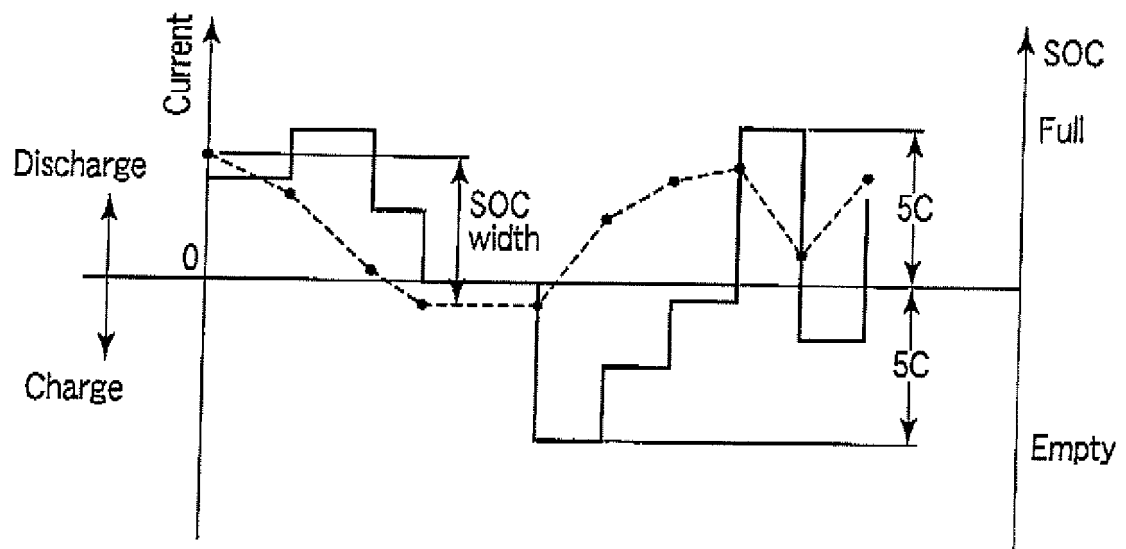 Current
SOC
Full
Discharge
SOC
width
5C
0
5C
Charge
Empty